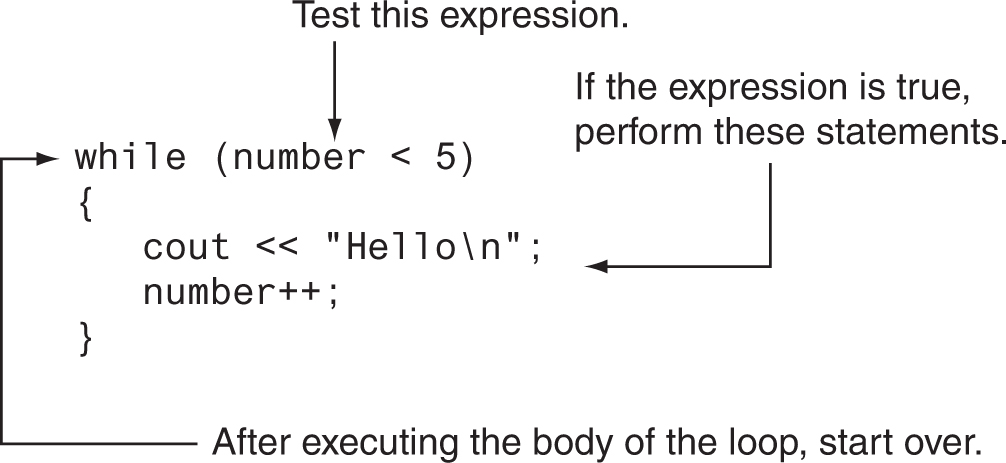 Test this expression.
If the expression is true,
perform these statements.
while (number < 5)
{
cout << "Hello\n";
number++;
}
After executing the body of the loop, start over.